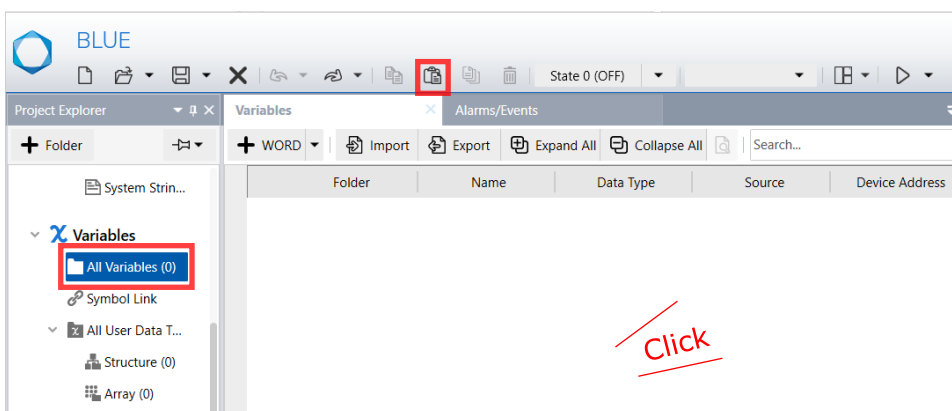 BLUE
State 0 (OFF)
Project Explorer
Variables
Alarms/Events
Folder
WORD
Import
Export
Expand All
Collapse All
Search...
Folder Name Data Type Source Device Address
System Strin...
Variables
All Variables (0)
Symbol Link
All User Data T...
Structure (0)
Array (0)
Click